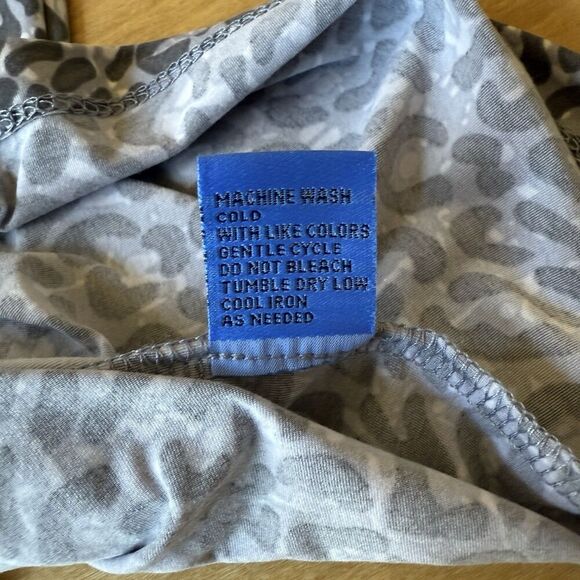 MACHINE WASH
COLD
WITH LIKE COLORS
GENTLE CYCLE
DO NOT BLEACH
TUMBLE DRY LOW
COOL IRON
AS NEEDED